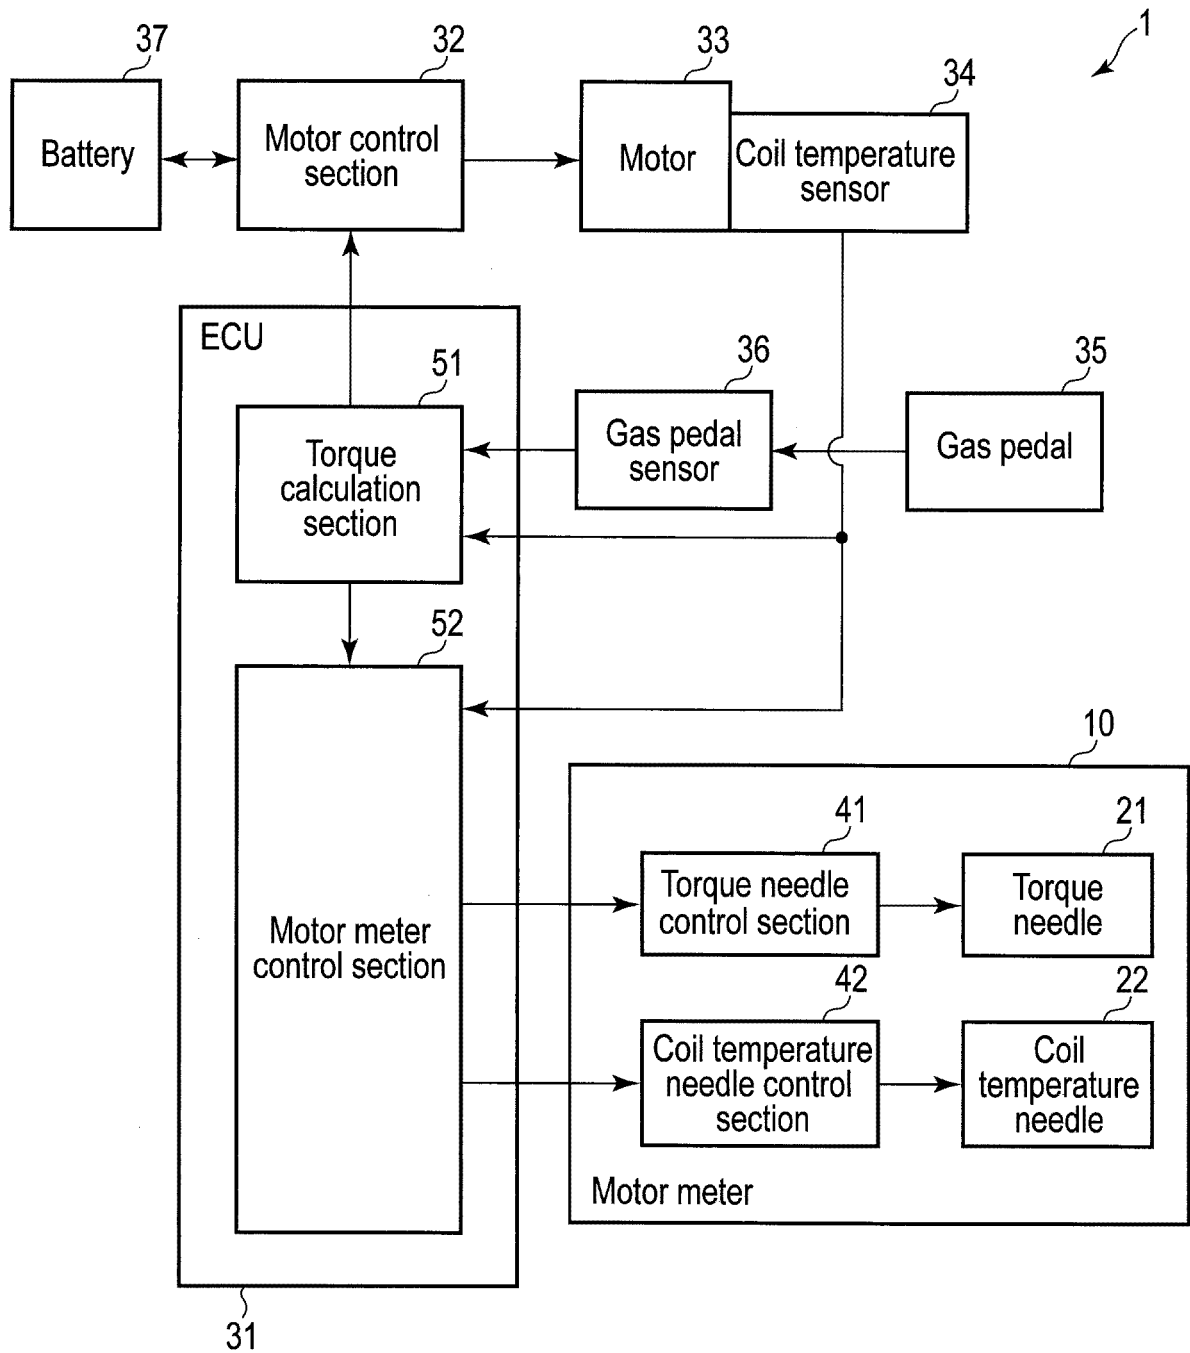 1
37
32
33
34
Battery
Motor control
section
Motor
Coil temperature
sensor
ECU
51
36
35
Torque
calculation
section
Gas pedal
sensor
Gas pedal
52
Motor meter
control section
10
41
21
Torque needle
control section
Torque
needle
42
22
Coil temperature
needle control
section
Coil
temperature
needle
Motor meter
31